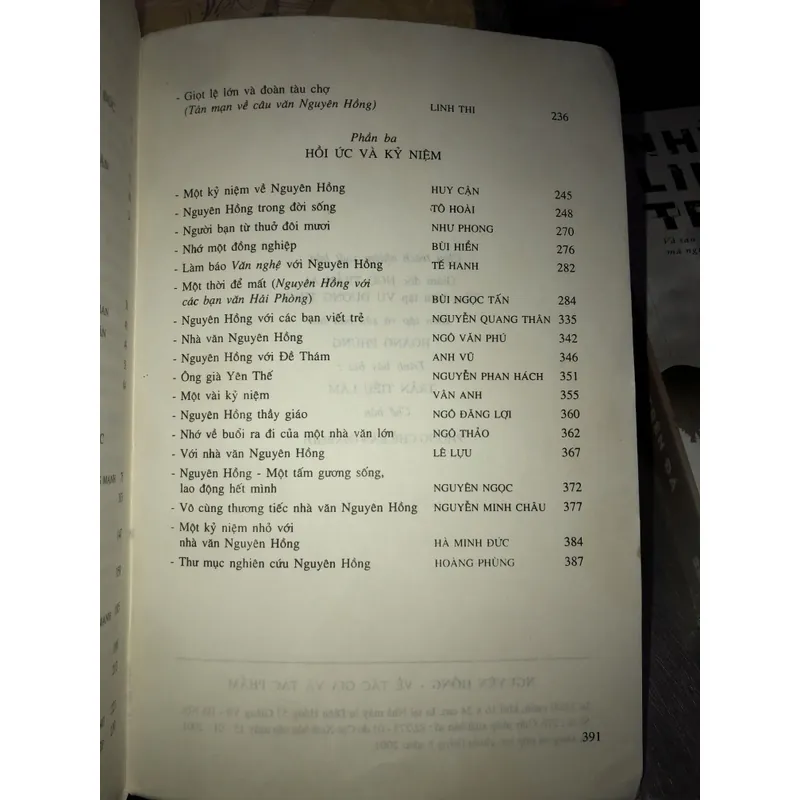 - Giọt lệ lớn và đoàn tàu chợ
(Tản mạn về câu văn Nguyên Hồng) LINH THI 236
Phần ba
HỒI ỨC VÀ KỶ NIỆM
- Một kỷ niệm về Nguyên Hồng HUY CẬN 245
- Nguyên Hồng trong đời sống TÔ HOÀI 248
- Người bạn từ thuở đôi mươi NHƯ PHONG 270
- Nhớ một đồng nghiệp BÙI HIỂN 276
- Làm báo Văn nghệ với Nguyên Hồng TẾ HANH 282
- Một thời để mất (Nguyên Hồng với
các bạn văn Hải Phòng) BÙI NGỌC TẤN 284
- Nguyên Hồng với các bạn viết trẻ NGUYỄN QUANG THÂN 335
- Nhà văn Nguyên Hồng NGÔ VĂN PHÚ 342
- Nguyên Hồng với Đề Thám ANH VŨ 346
- Ông già Yên Thế NGUYỄN PHAN HÁCH 351
- Một vài kỷ niệm VÂN ANH 355
- Nguyên Hồng thầy giáo NGÔ ĐĂNG LỢI 360
- Nhớ về buổi ra đi của một nhà văn lớn NGÔ THẢO 362
- Với nhà văn Nguyên Hồng LÊ LỰU 367
- Nguyên Hồng - Một tấm gương sống,
lao động hết mình NGUYÊN NGỌC 372
- Vô cùng thương tiếc nhà văn Nguyên Hồng NGUYỄN MINH CHÂU 377
- Một kỷ niệm nhỏ với
nhà văn Nguyên Hồng HÀ MINH ĐỨC 384
- Thư mục nghiên cứu Nguyên Hồng HOÀNG PHÙNG 387
391